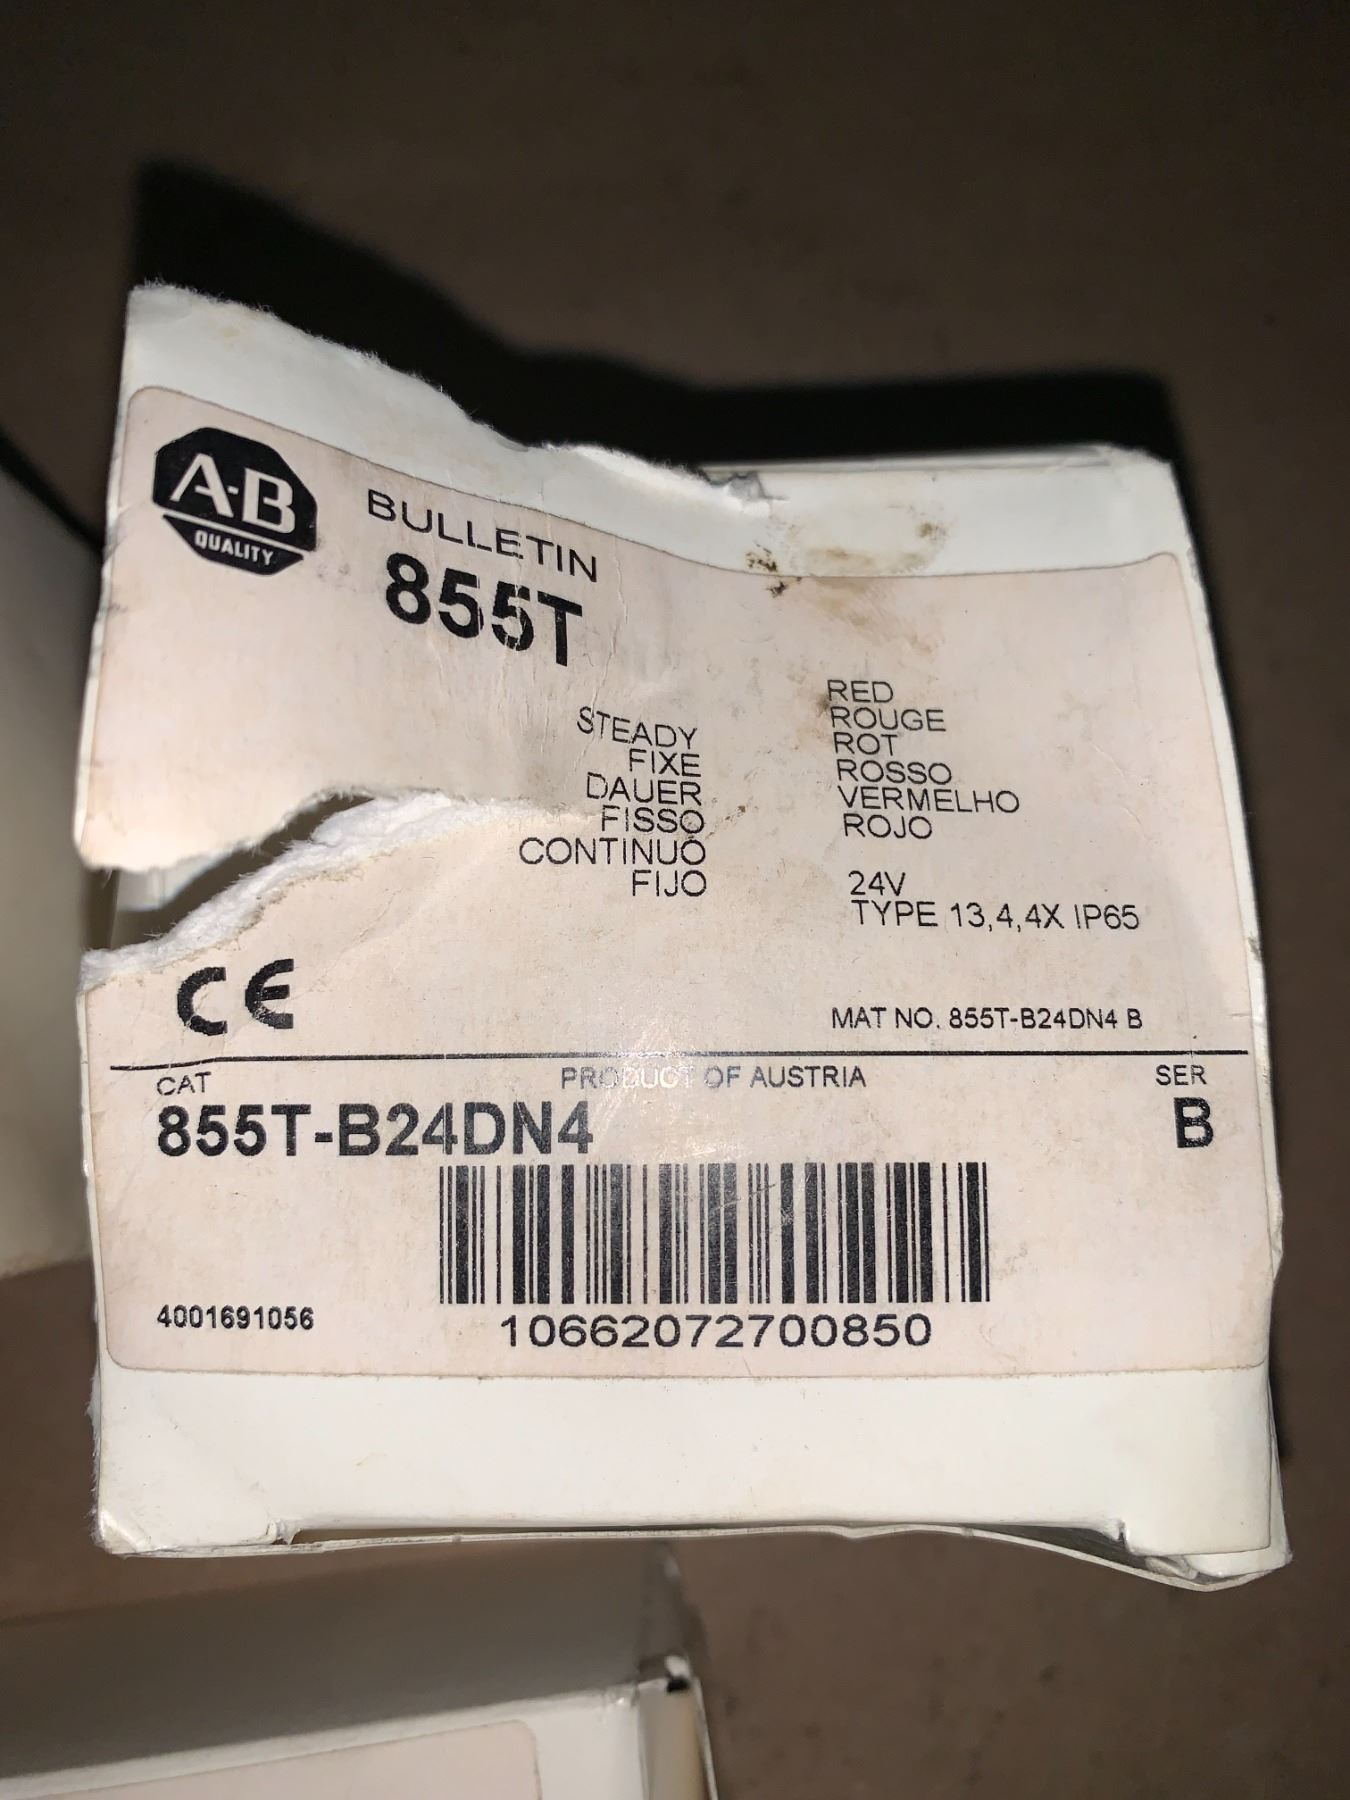 A-B
QUALITY
BULLETIN
855T
STEADY
FIXE
DAUER
FISSO
CONTINUO
FIJO
RED
ROUGE
ROT
ROSSO
VERMELHO
ROJO
24V
TYPE 13,4,4X IP65
CE
MAT NO. 855T-B24DN4 B
CAT PRODUCT OF AUSTRIA SER
855T-B24DN4 B
4001691056
10662072700850